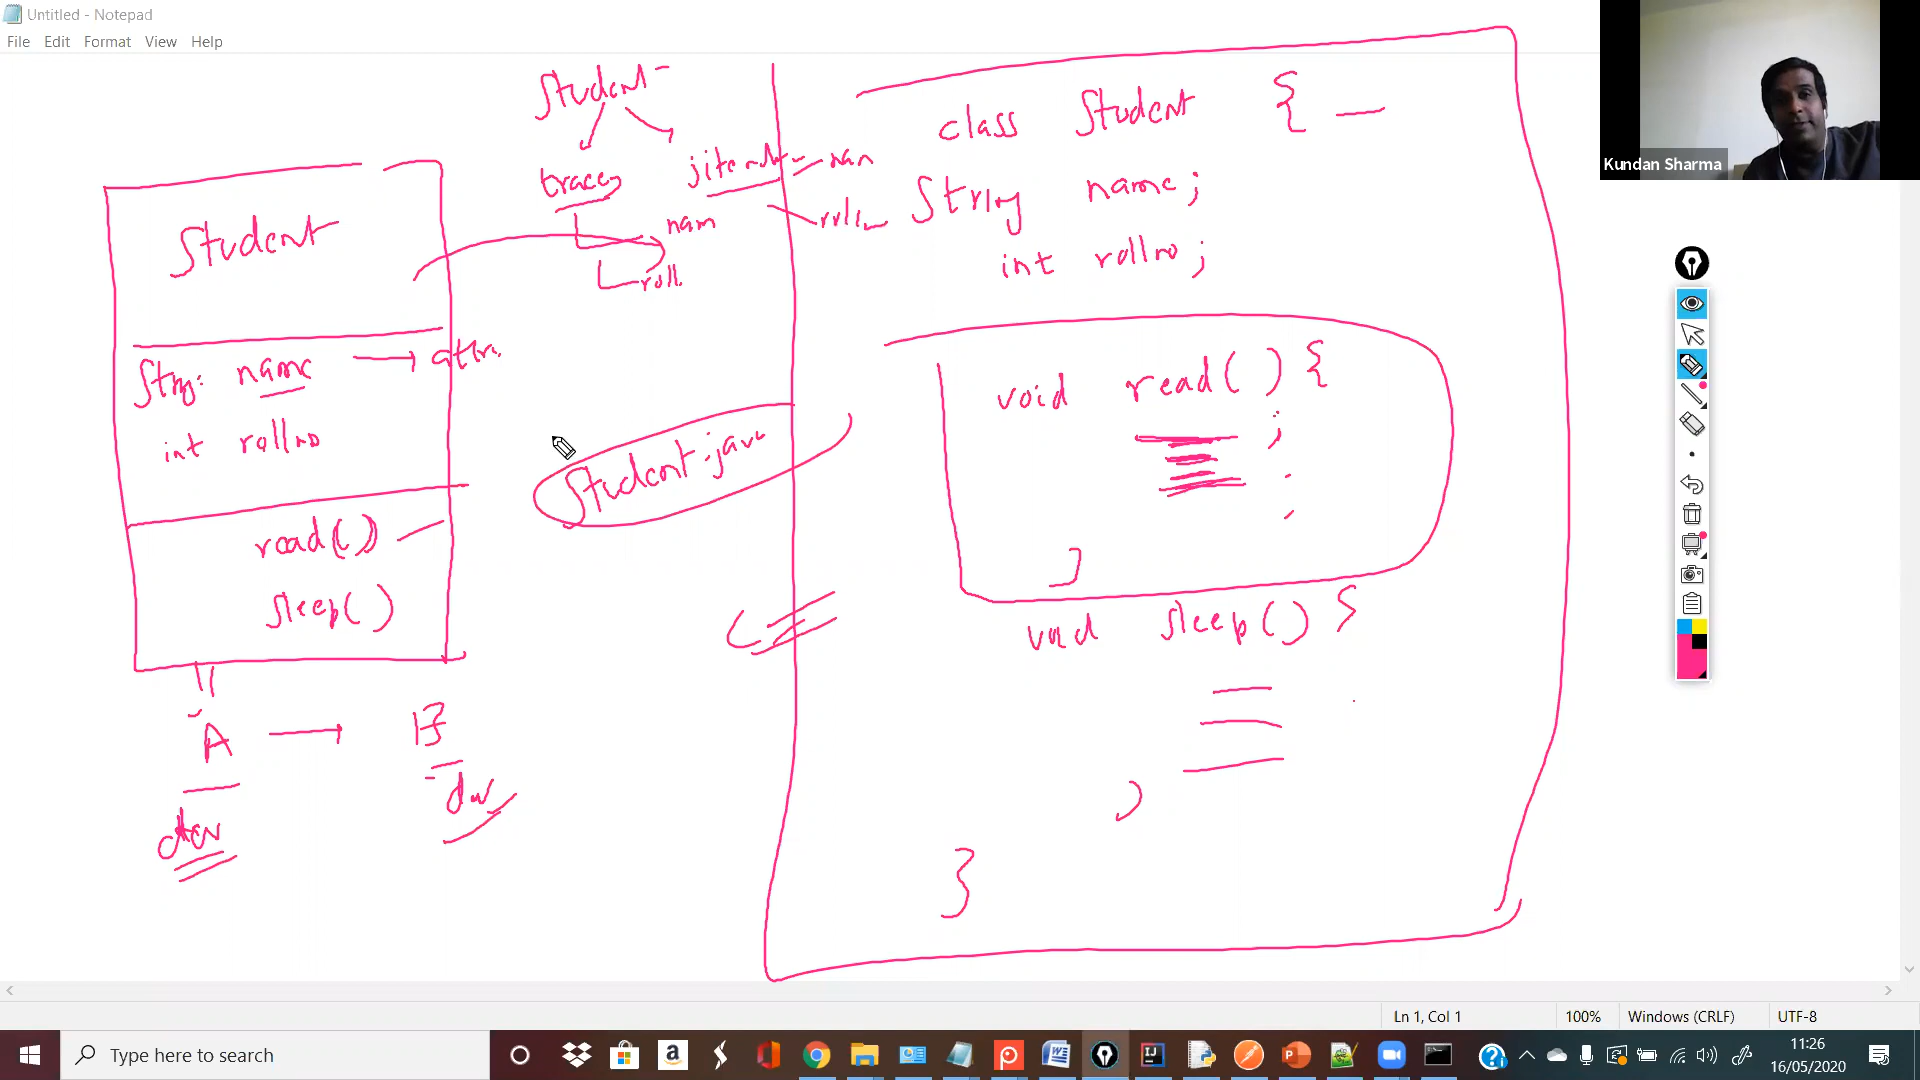 Untitled - Notepad
File Edit Format View Help
Kundan Sharma
Student
nam
roll
Student
name
int rollno
read()
sleep()
A
B
Student.java
class Student {
String name;
int rollno;
void read() {
;
}
void sleep() {
}
}
Ln 1, Col 1
100%
Windows (CRLF)
UTF-8
Type here to search
11:26
16/05/2020